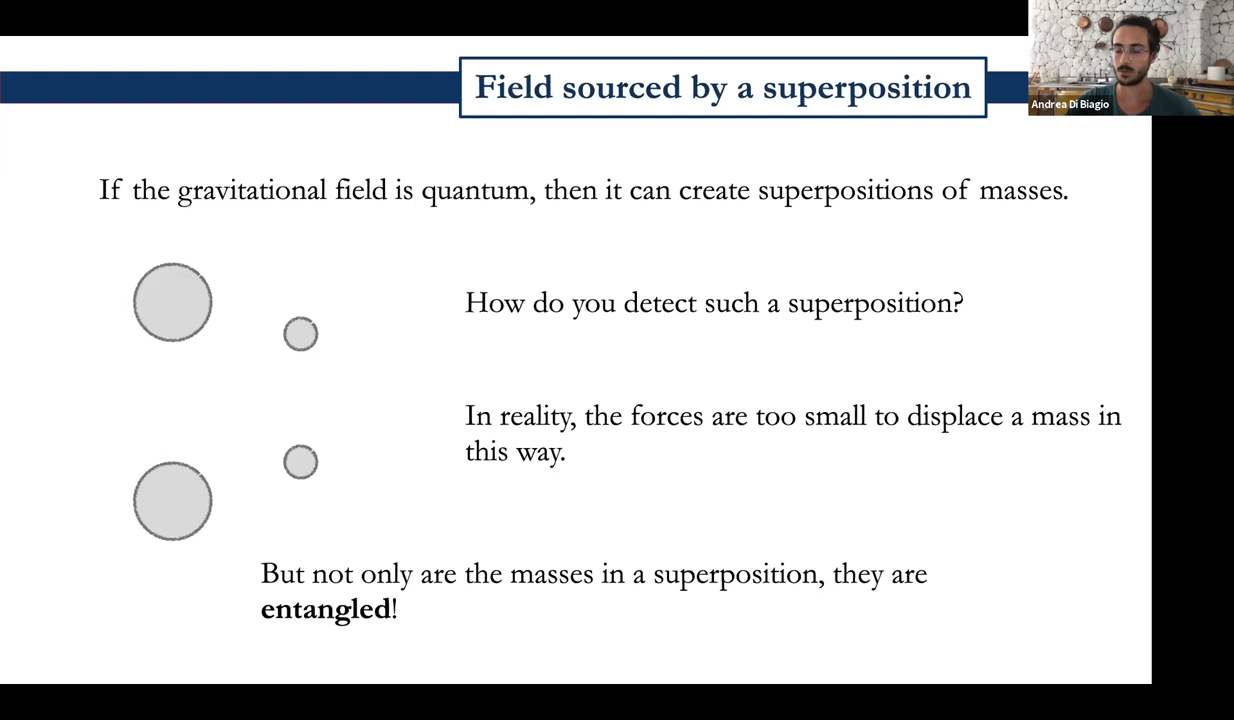 Field sourced by a superposition
Andrea Di Biagio
If the gravitational field is quantum, then it can create superpositions of masses.
How do you detect such a superposition?
In reality, the forces are too small to displace a mass in
this way.
But not only are the masses in a superposition, they are
entangled!